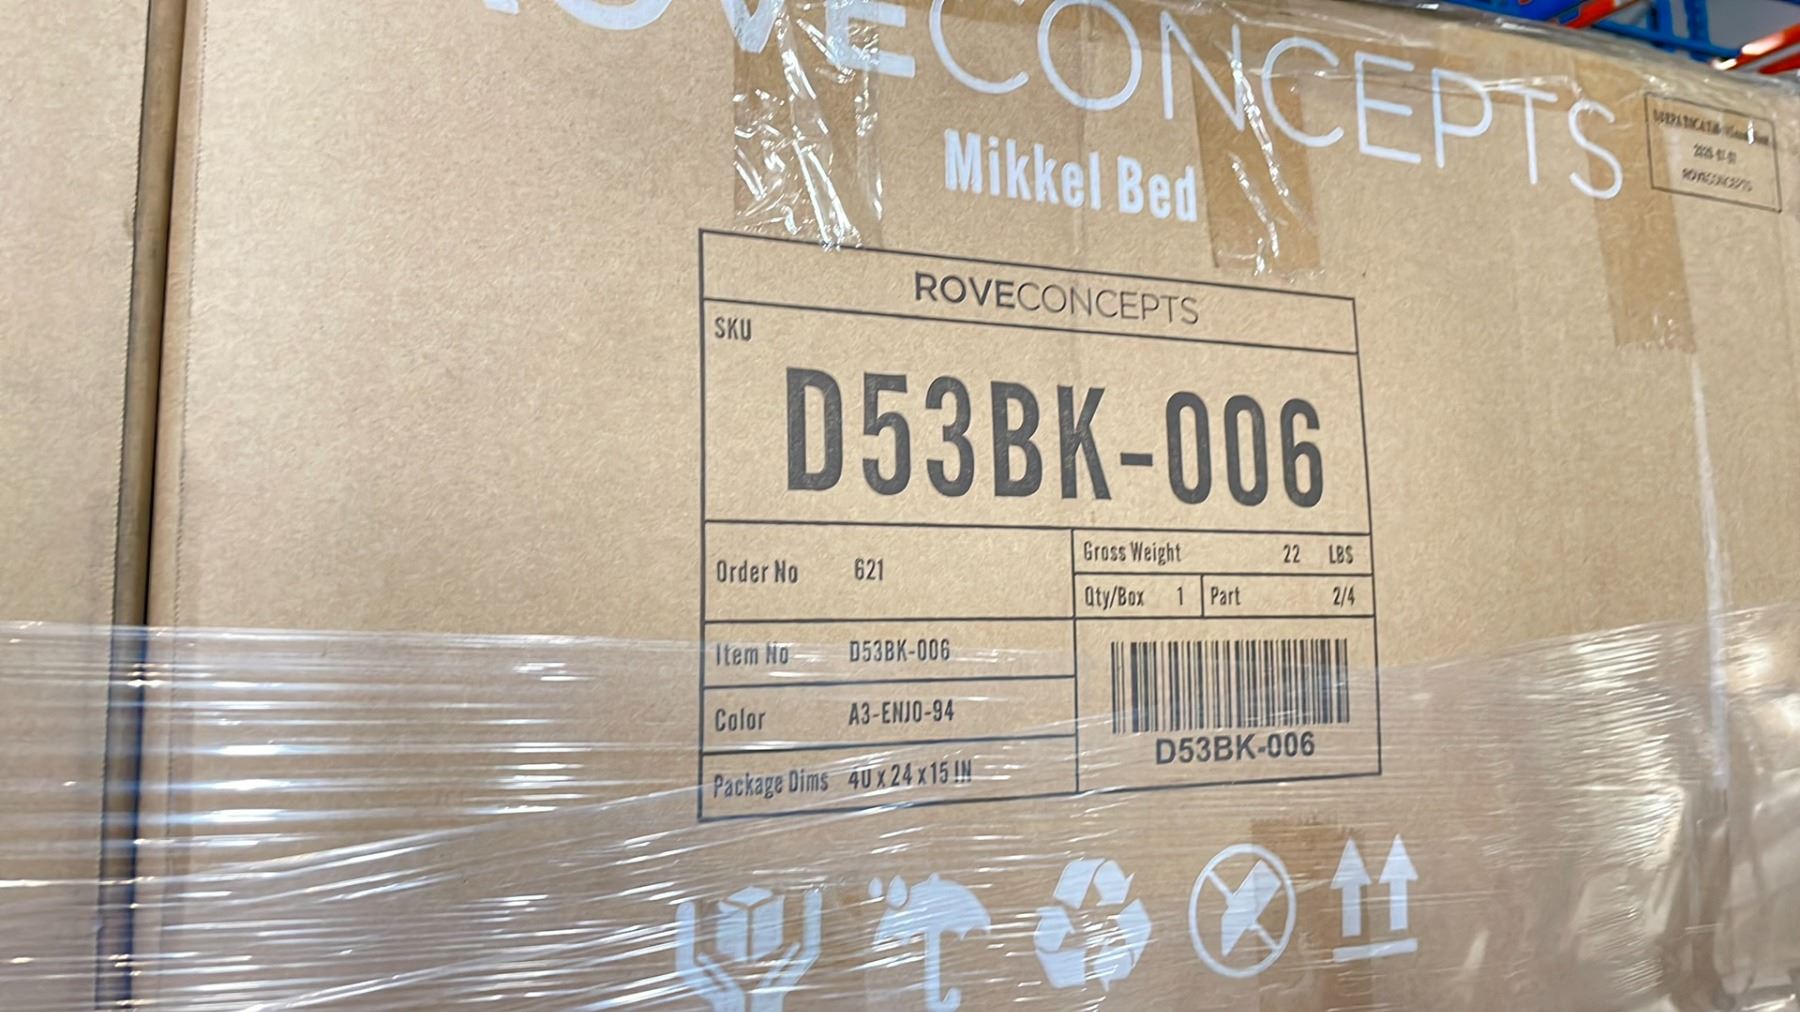 ROVECONCEPTS
Mikkel Bed
ROVECONCEPTS
SKU
D53BK-006
Order No 621
Gross Weight 22 LBS
Qty/Box 1 Part 2/4
Item No D53BK-006
Color A3-ENJO-94
Package Dims 40 x 24 x 15 IN
D53BK-006
ROVECONCEPTS